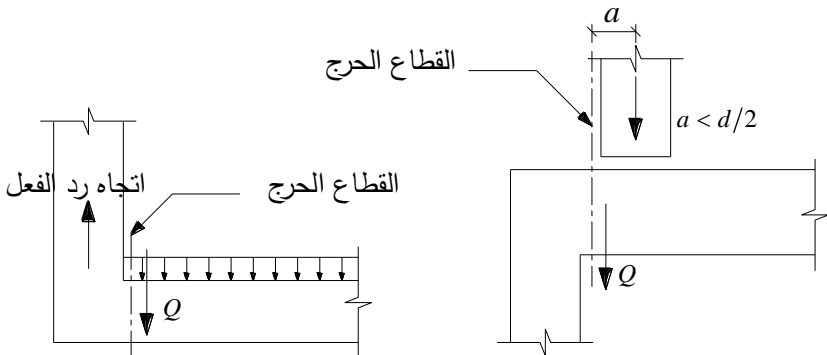 a
القطاع الحرج
a < d/2
اتجاه رد الفعل
القطاع الحرج
Q
Q